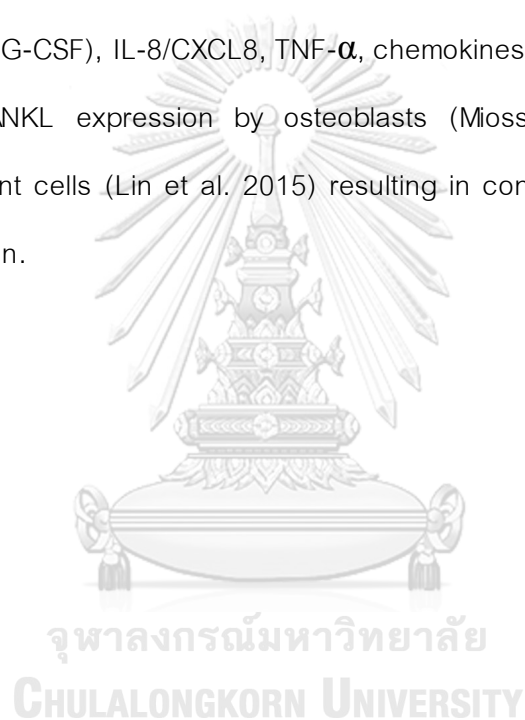 G-CSF), IL-8/CXCL8, TNF-α, chemokines
NKL expression by osteoblasts (Mioss
nt cells (Lin et al. 2015) resulting in con
n.
จุฬาลงกรณ์มหาวิทยาลัย
CHULALONGKORN UNIVERSITY